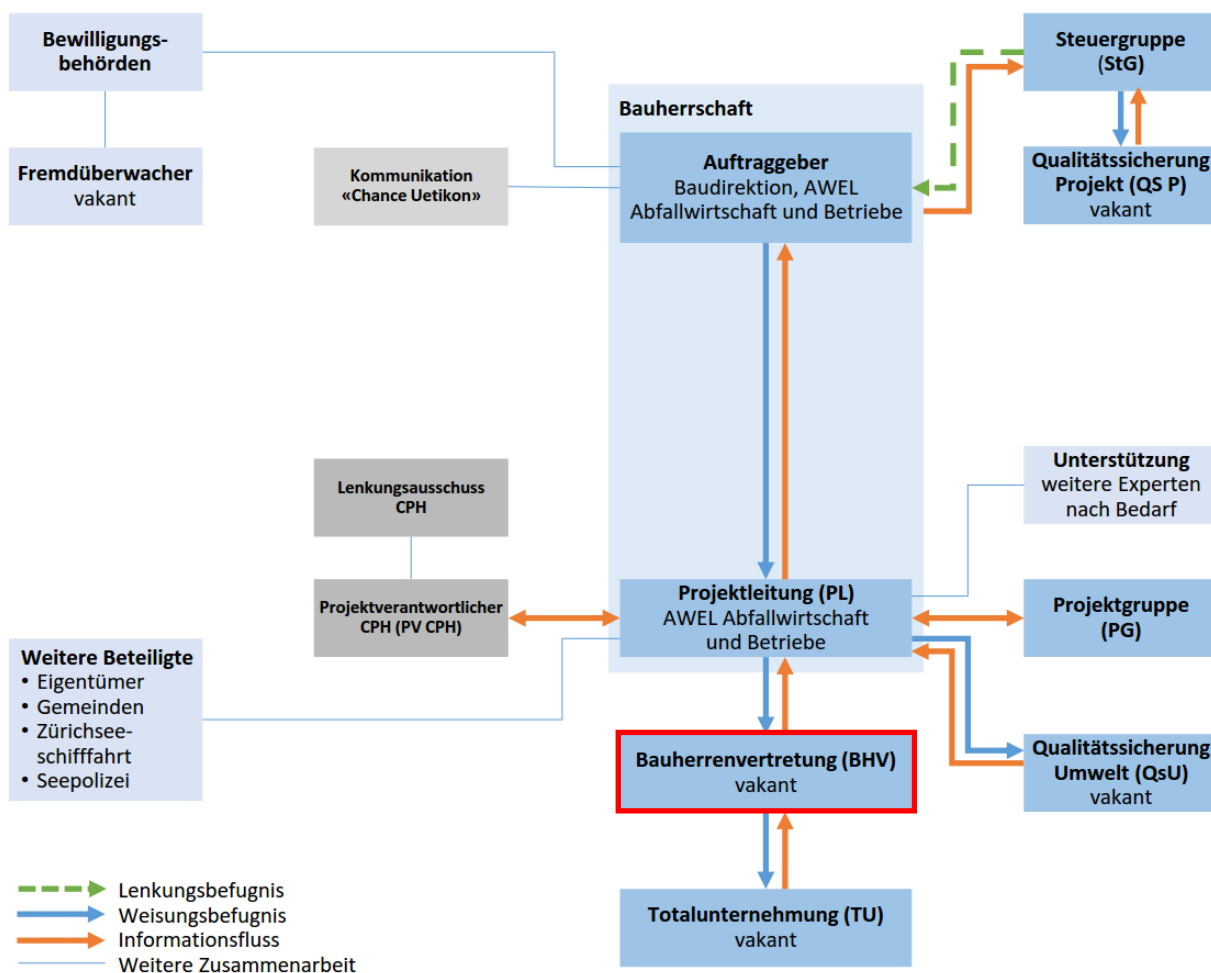 Bewilligungs-
behörden
Fremdüberwacher
vakant
Kommunikation
«Chance Uetikon»
Bauherrschaft
Auftraggeber
Baudirektion, AWEL
Abfallwirtschaft und Betriebe
Steuergruppe
(StG)
Qualitätssicherung
Projekt (QS P)
vakant
Lenkungsausschuss
CPH
Projektverantwortlicher
CPH (PV CPH)
Projektleitung (PL)
AWEL Abfallwirtschaft
und Betriebe
Unterstützung
weitere Experten
nach Bedarf
Projektgruppe
(PG)
Weitere Beteiligte
• Eigentümer
• Gemeinden
• Zürichsee-
schifffahrt
• Seepolizei
Bauherrenvertretung (BHV)
vakant
Qualitätssicherung
Umwelt (QsU)
vakant
Totalunternehmung (TU)
vakant
Lenkungsbefugnis
Weisungsbefugnis
Informationsfluss
Weitere Zusammenarbeit